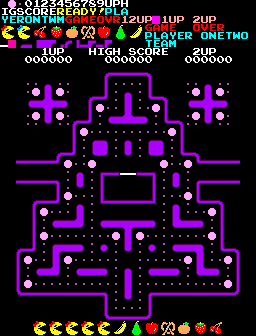 0123456789UPH
IGSCOREREADY/PLA
YERONTWMGAMEOVR12UP 1UP 2UP
GAME OVER
PLAYER ONETWO
TEAM
1UP HIGH SCORE 2UP
000000 000000 000000